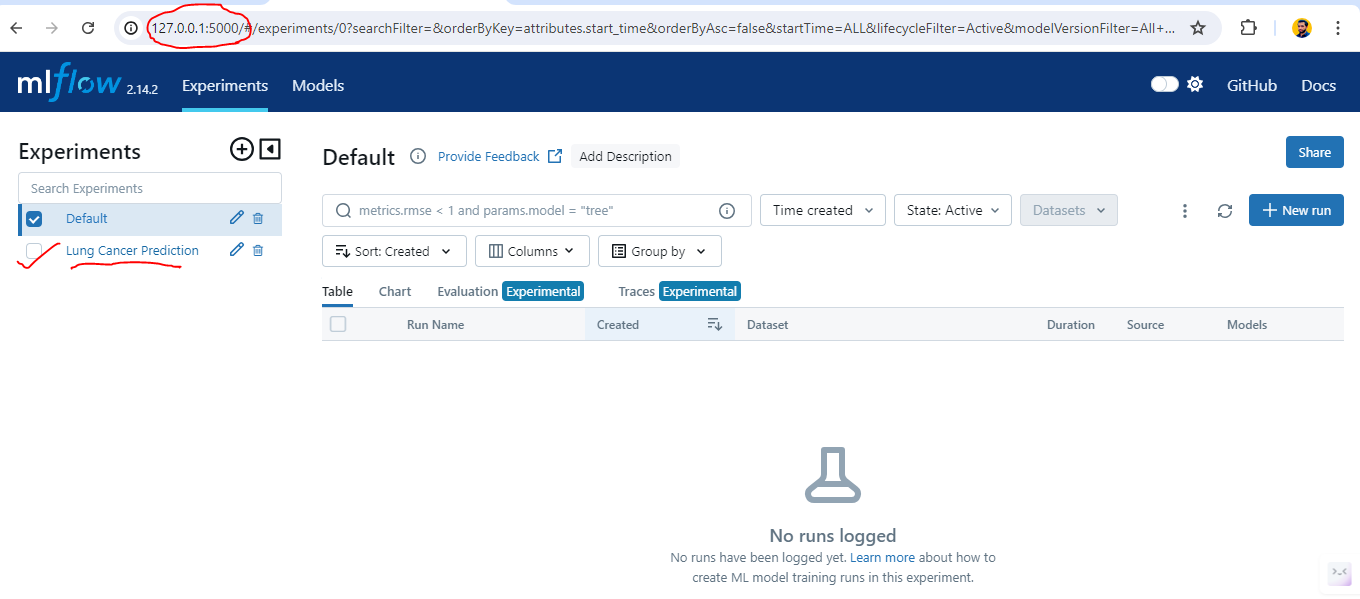 127.0.0.1:5000/#/experiments/0?searchFilter=&orderByKey=attributes.start_time&orderByAsc=false&startTime=ALL&lifecycleFilter=Active&modelVersionFilter=All+...
mlflow 2.14.2 Experiments Models GitHub Docs
Experiments
Default Provide Feedback Add Description Share
Search Experiments
Default
Lung Cancer Prediction
metrics.rmse < 1 and params.model = "tree" Time created State: Active Datasets New run
Sort: Created Columns Group by
Table Chart Evaluation Experimental Traces Experimental
Run Name Created Dataset Duration Source Models
No runs logged
No runs have been logged yet. Learn more about how to
create ML model training runs in this experiment.